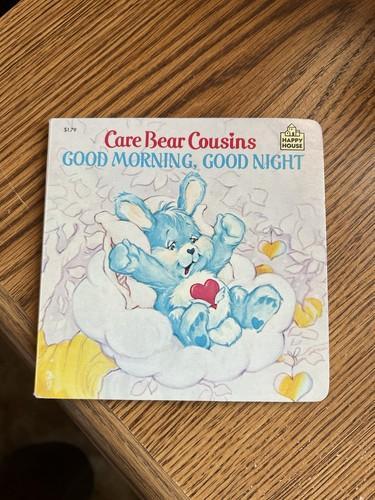 $1.79
Care Bear Cousins
GOOD MORNING, GOOD NIGHT
HAPPY
HOUSE